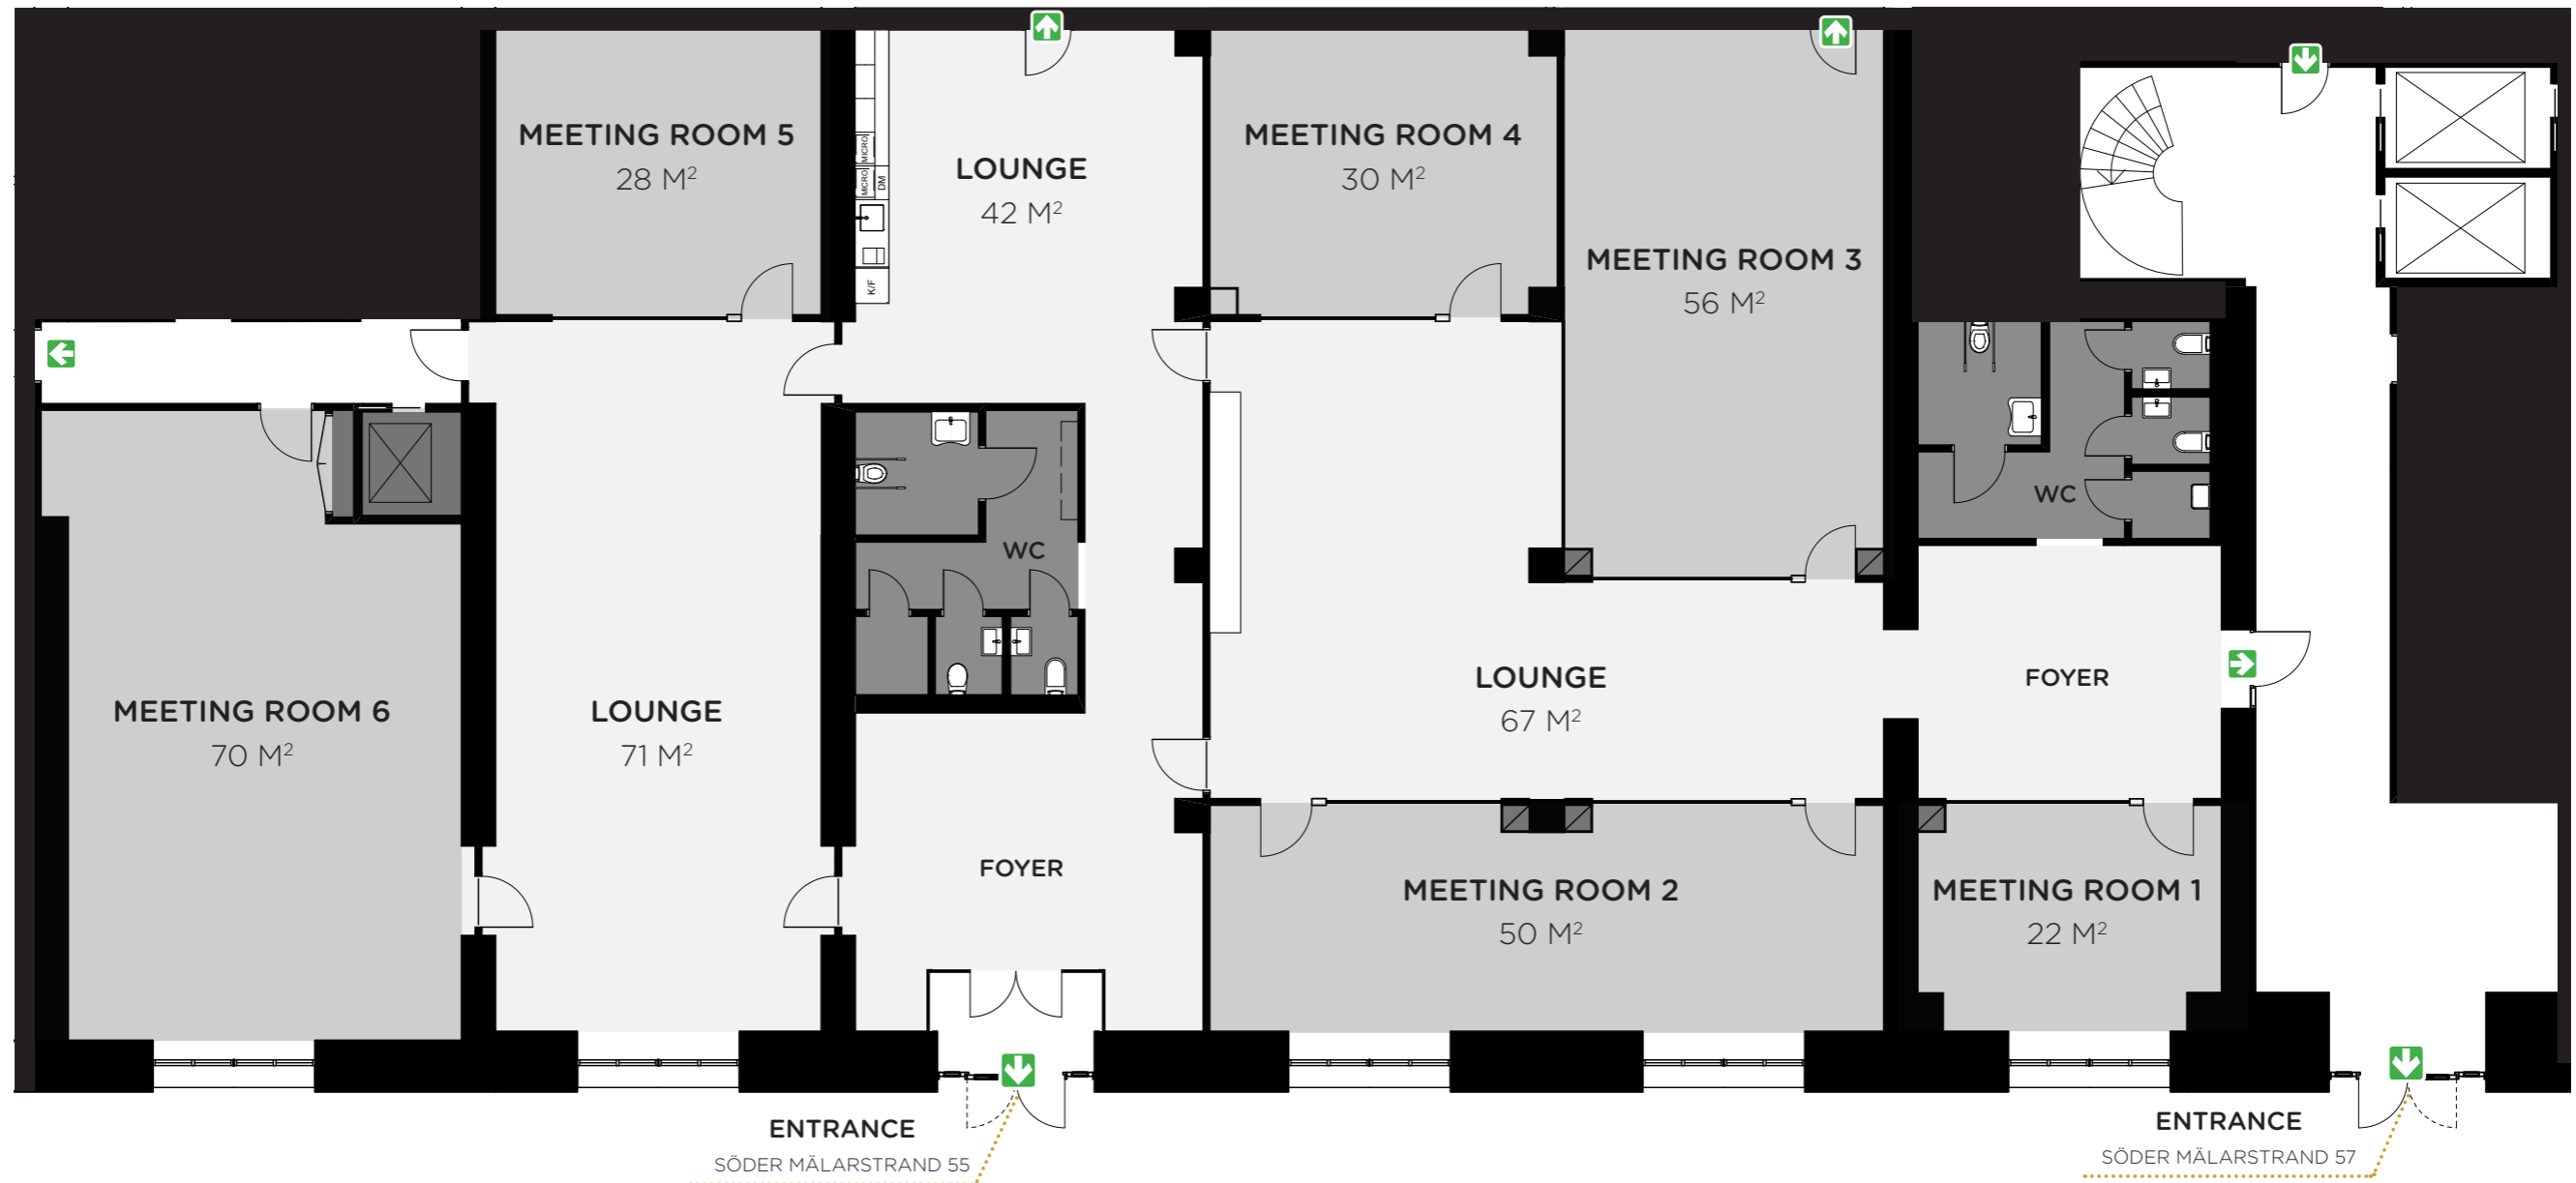 MEETING ROOM 5
28 M²
LOUNGE
42 M²
MICRO
MICRO
DM
K/F
MEETING ROOM 4
30 M²
MEETING ROOM 3
56 M²
WC
WC
MEETING ROOM 6
70 M²
LOUNGE
71 M²
LOUNGE
67 M²
FOYER
FOYER
MEETING ROOM 2
50 M²
MEETING ROOM 1
22 M²
ENTRANCE
SÖDER MÄLARSTRAND 55
ENTRANCE
SÖDER MÄLARSTRAND 57